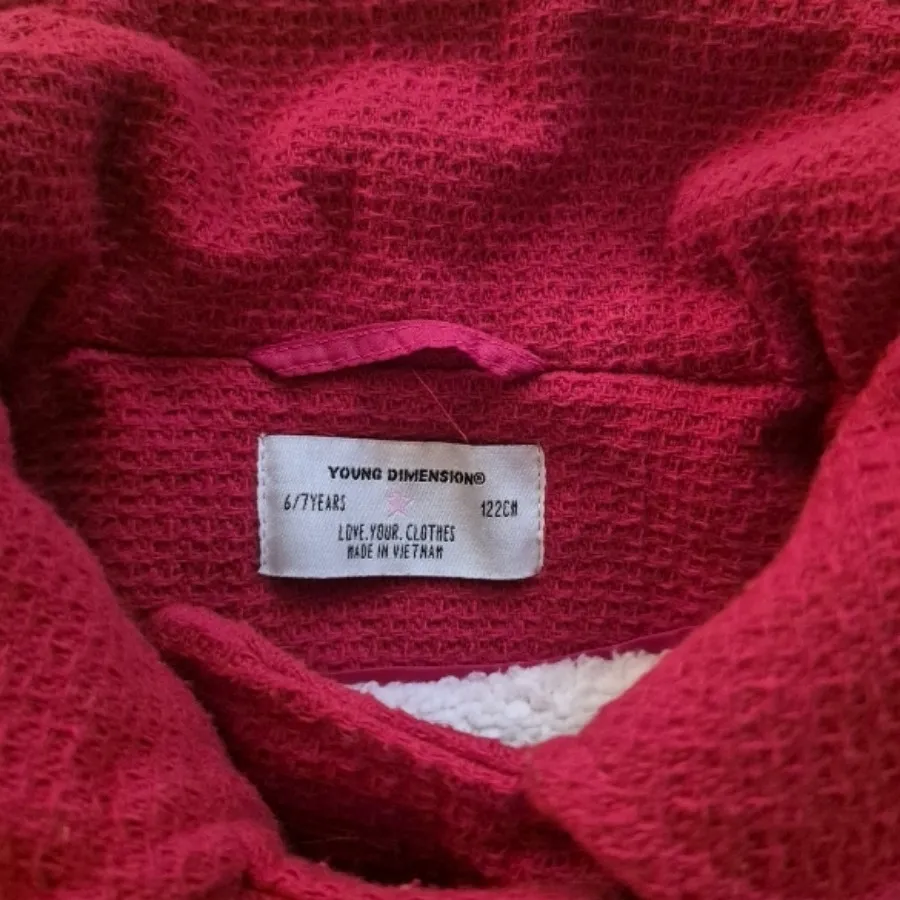 YOUNG DIMENSION®
6/7YEARS 122CM
LOVE.YOUR.CLOTHES
MADE IN VIETNAM